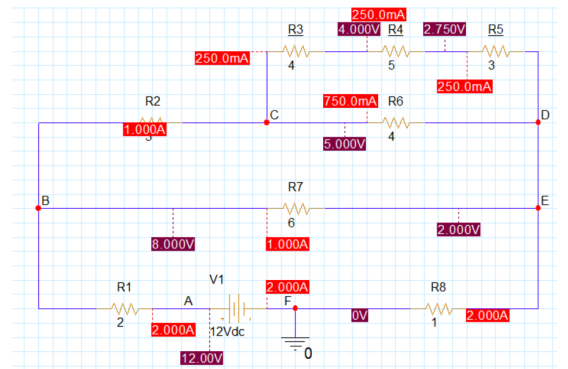 250.0mA
R3 4.000V R4 2.750V R5
250.0mA 4 5 3
250.0mA
R2 750.0mA R6
C D
1.000A 4
5.000V
R7
B E
6
8.000V 1.000A 2.000V
R1 V1 2.000A R8
A F
2 2.000A 12Vdc 0V 1 2.000A
12.00V 0